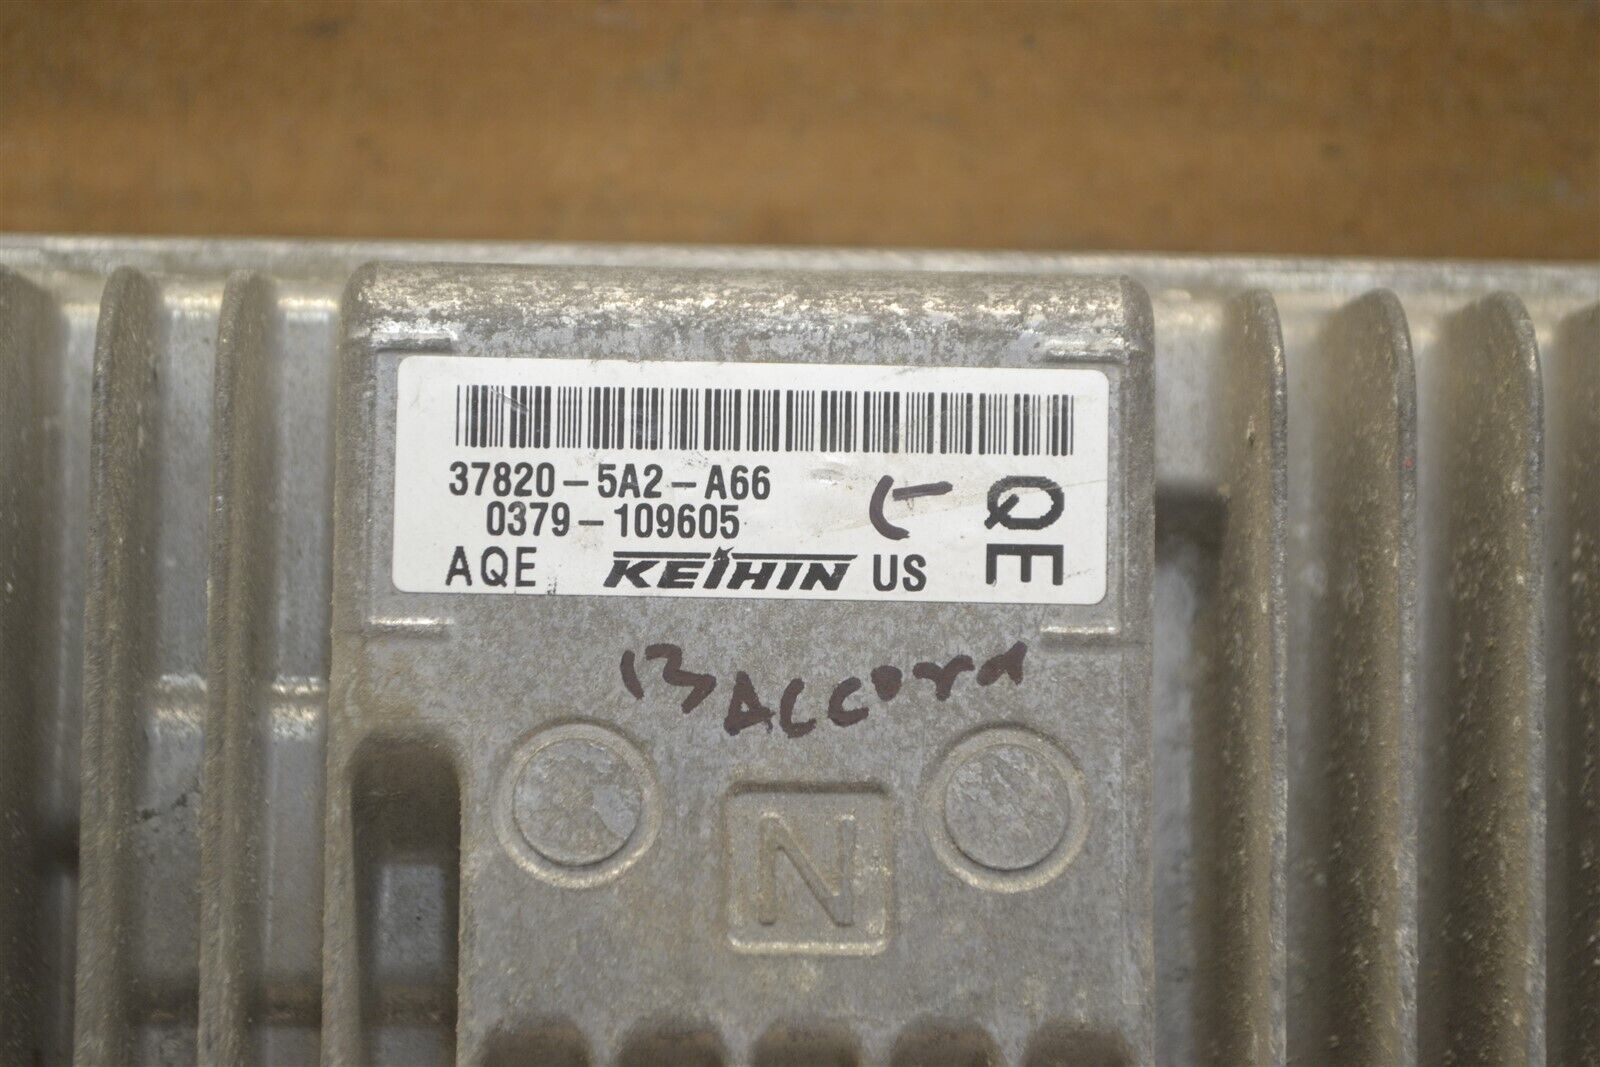 37820-5A2-A66
0379-109605
AQE KEIHIN US
QE
13 Accord
N